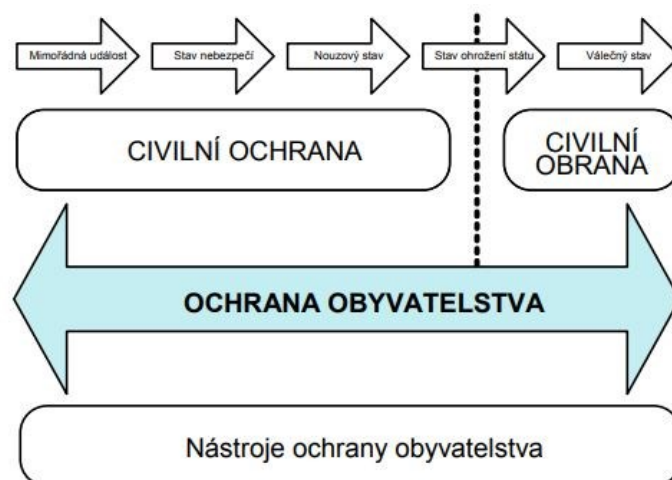 Mimořádná událost
Stav nebezpečí
Nouzový stav
Stav ohrožení státu
Válečný stav
CIVILNÍ OCHRANA
CIVILNÍ
OBRANA
OCHRANA OBYVATELSTVA
Nástroje ochrany obyvatelstva